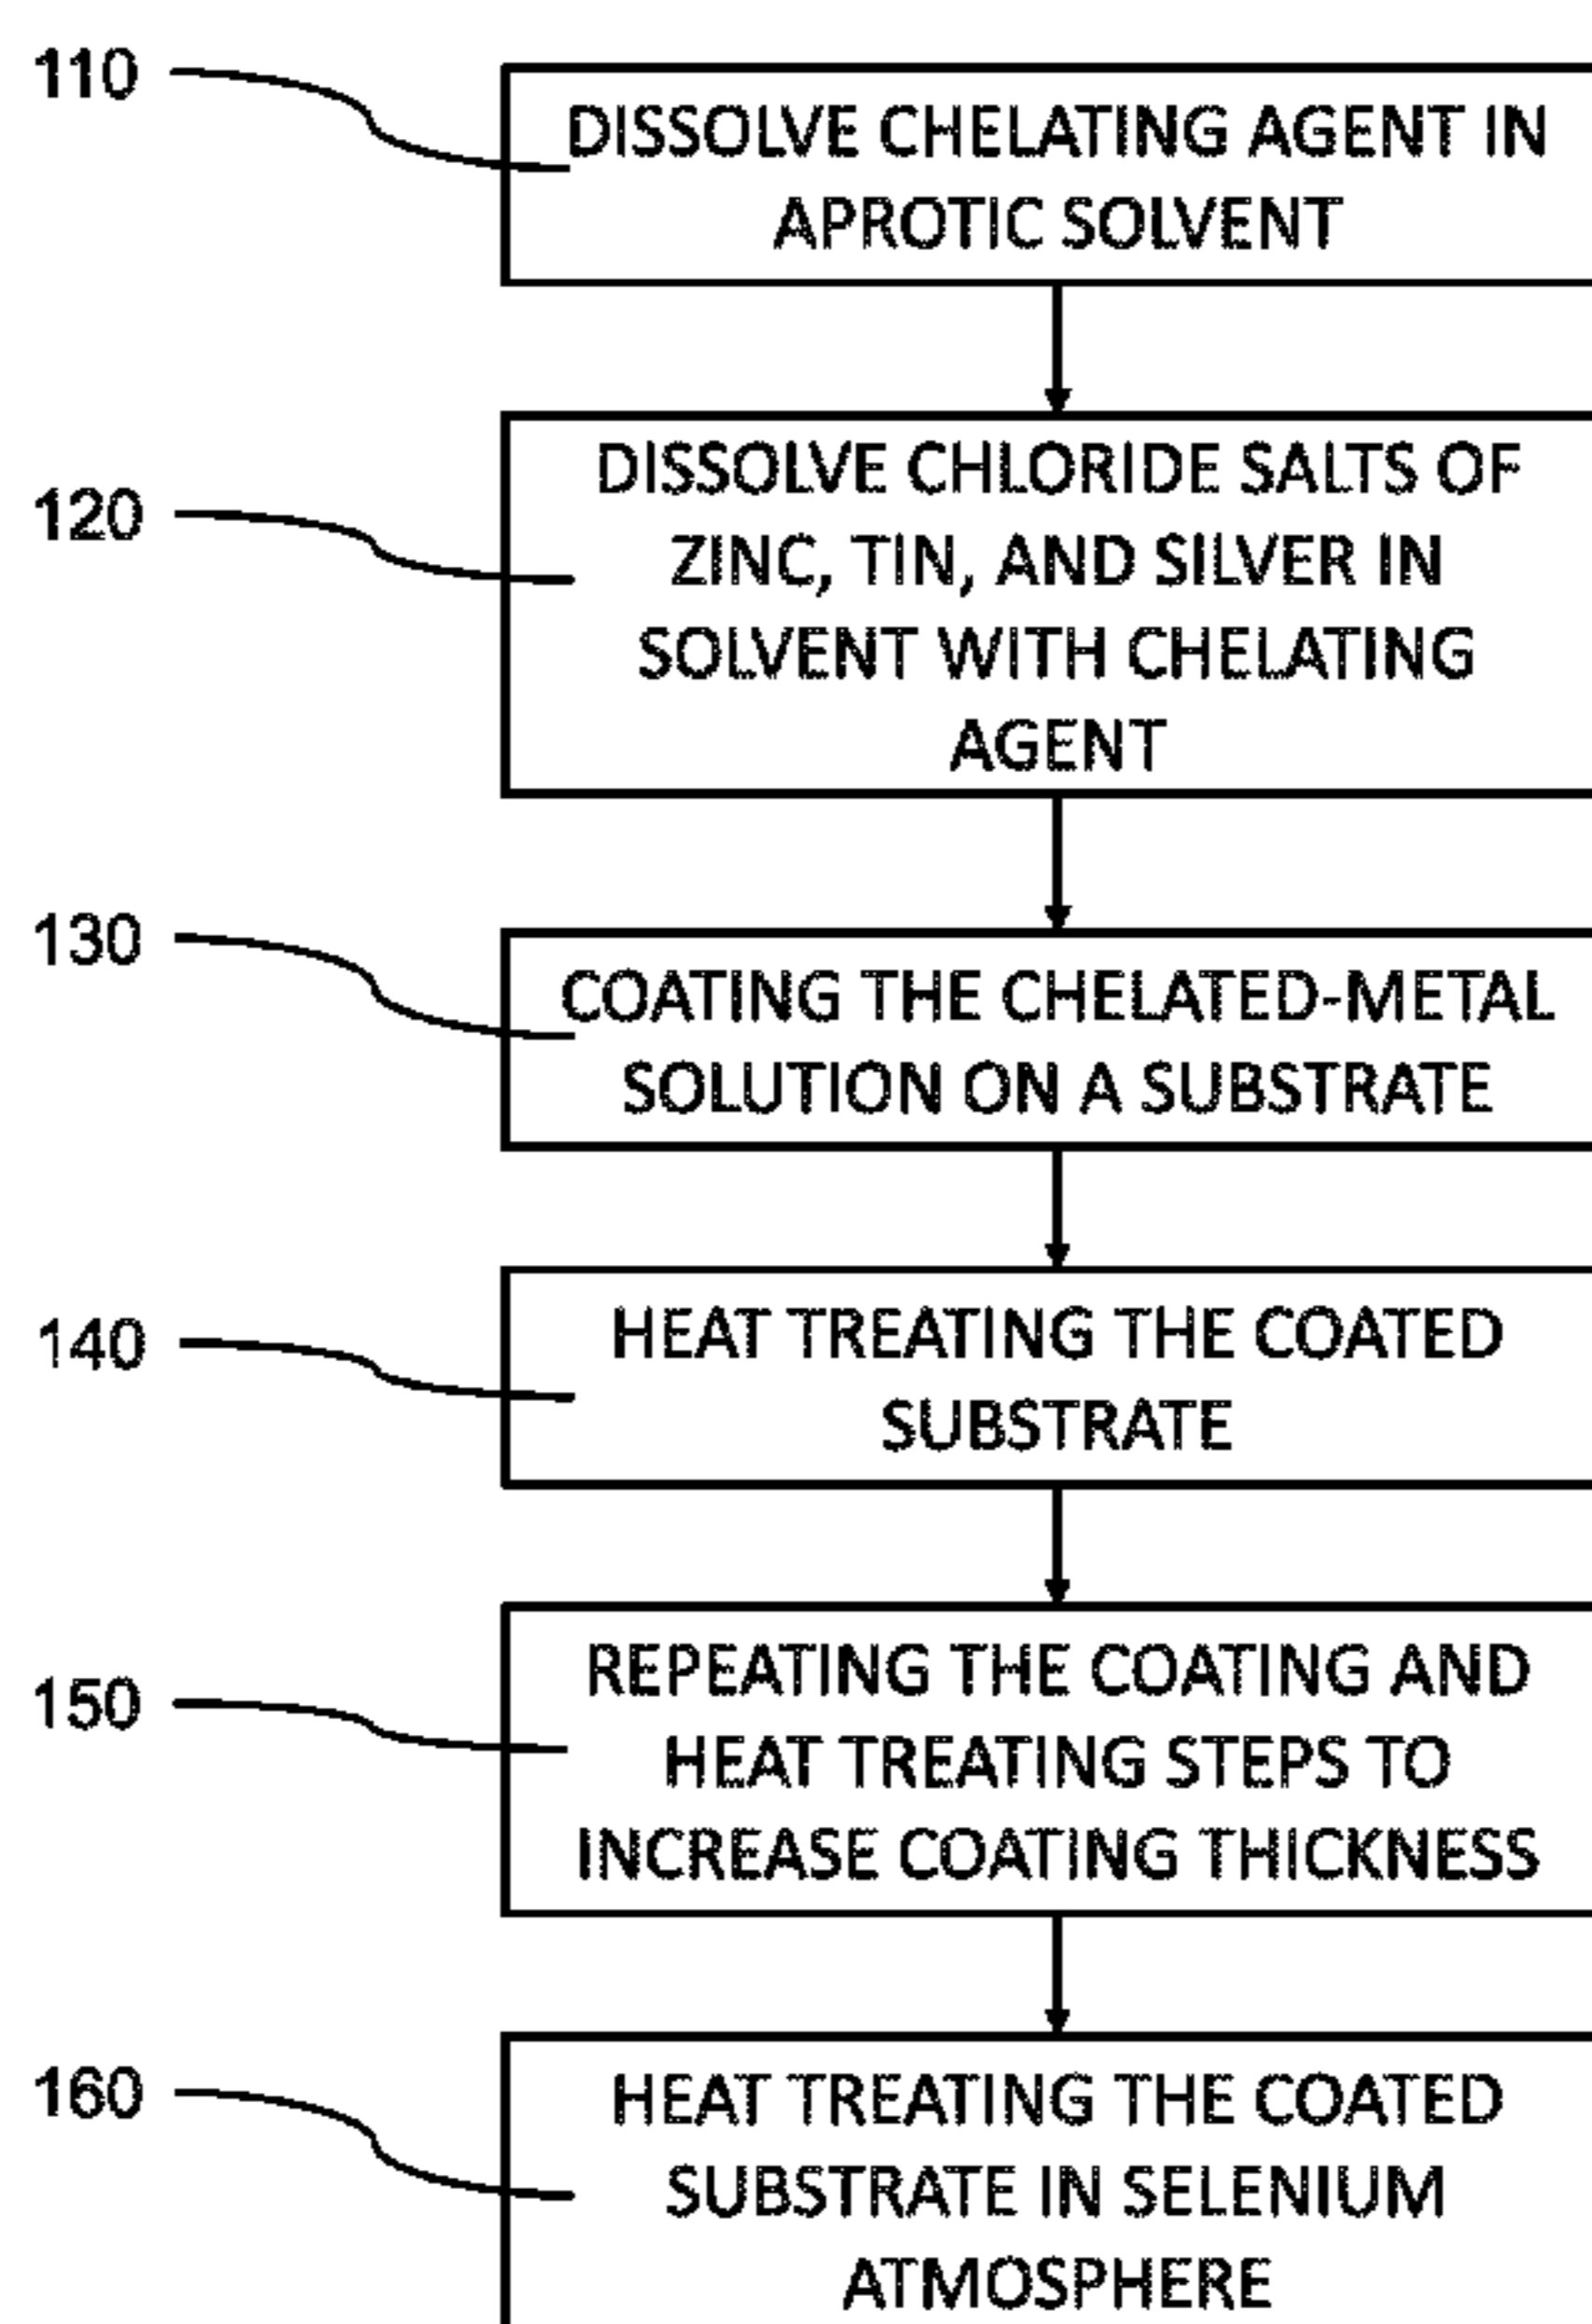 110
DISSOLVE CHELATING AGENT IN
APROTIC SOLVENT
120
DISSOLVE CHLORIDE SALTS OF
ZINC, TIN, AND SILVER IN
SOLVENT WITH CHELATING
AGENT
130
COATING THE CHELATED-METAL
SOLUTION ON A SUBSTRATE
140
HEAT TREATING THE COATED
SUBSTRATE
150
REPEATING THE COATING AND
HEAT TREATING STEPS TO
INCREASE COATING THICKNESS
160
HEAT TREATING THE COATED
SUBSTRATE IN SELENIUM
ATMOSPHERE